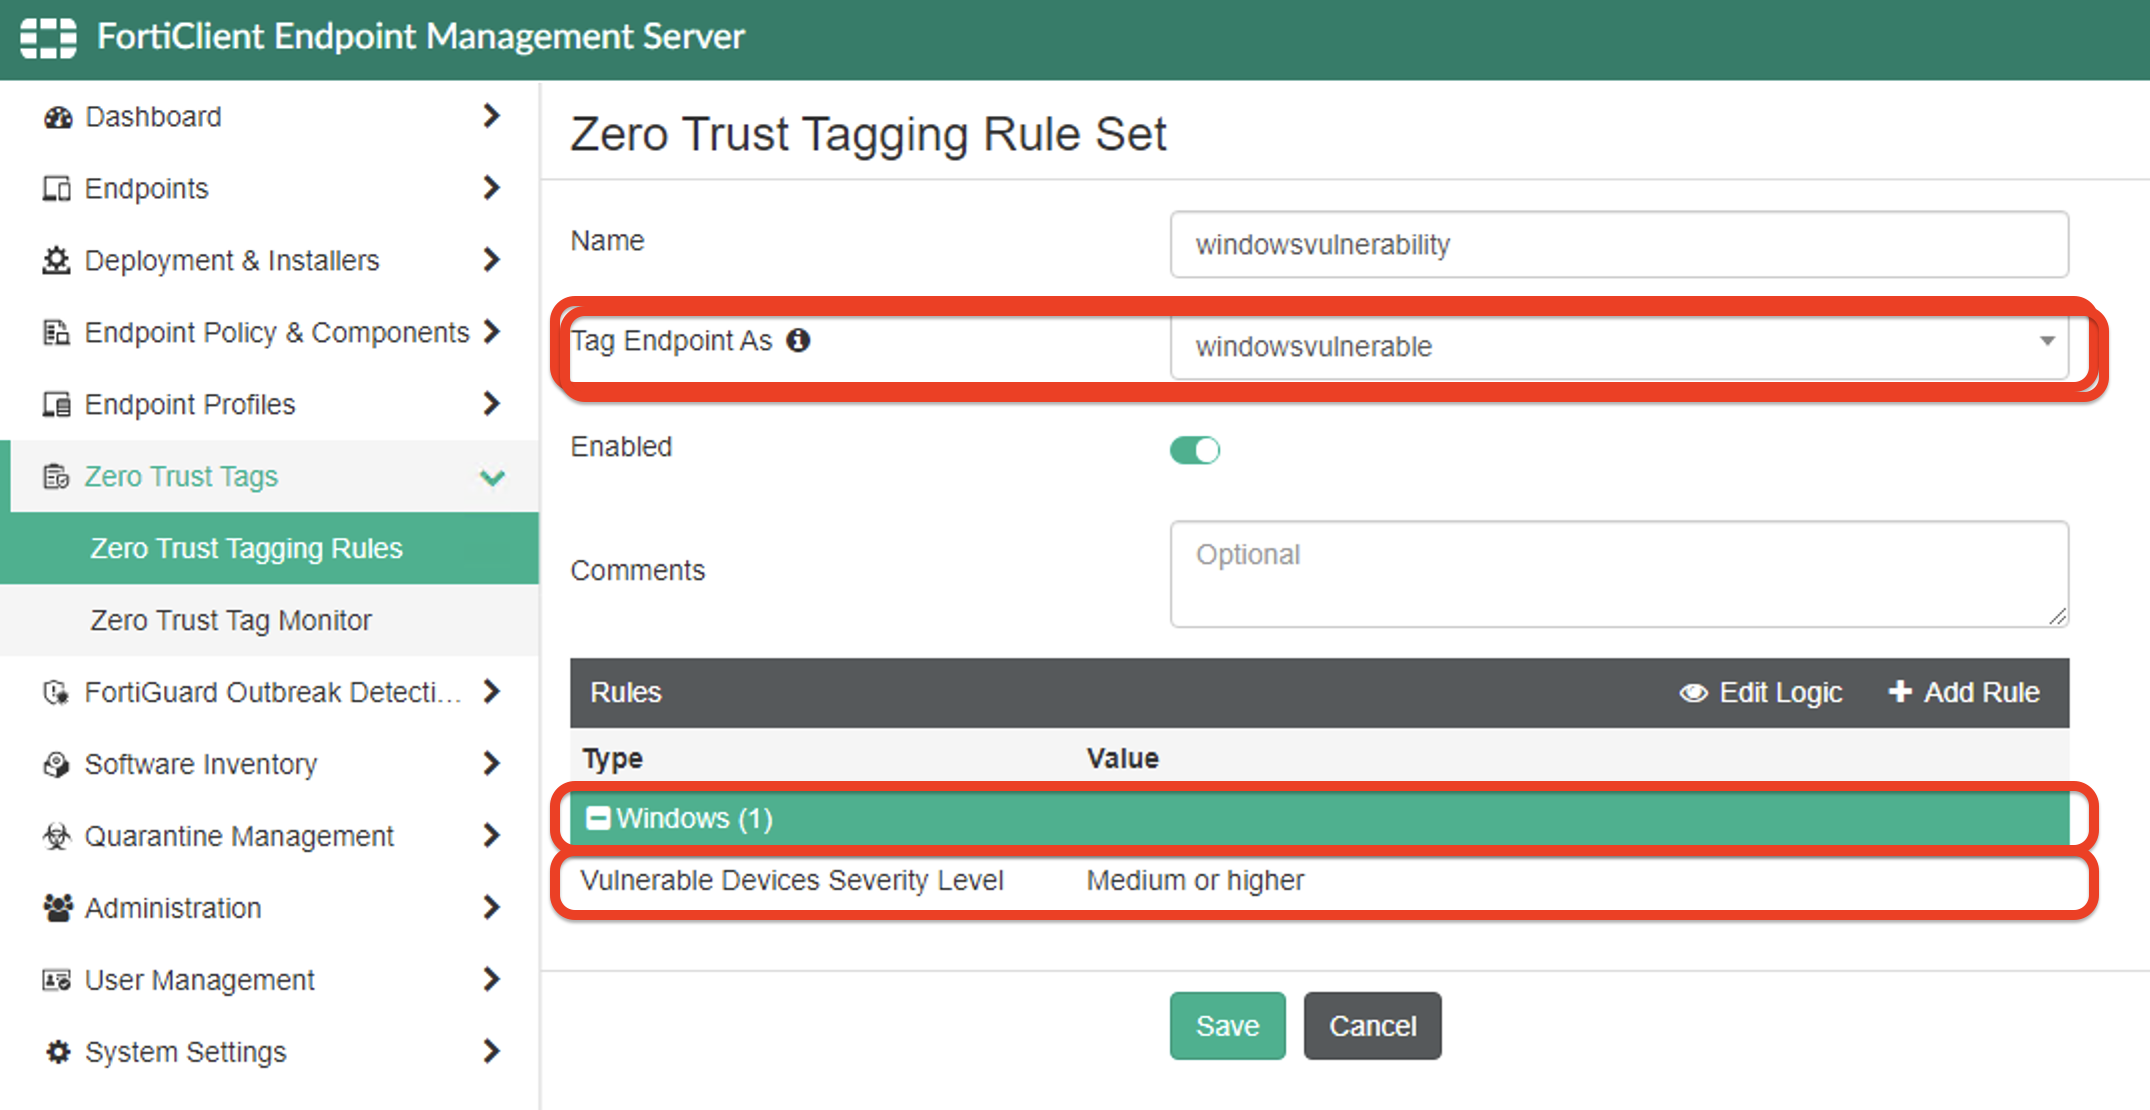 FortiClient Endpoint Management Server
Dashboard
Endpoints
Deployment & Installers
Endpoint Policy & Components
Endpoint Profiles
Zero Trust Tags
Zero Trust Tagging Rules
Zero Trust Tag Monitor
FortiGuard Outbreak Detecti...
Software Inventory
Quarantine Management
Administration
User Management
System Settings
Zero Trust Tagging Rule Set
Name windowsvulnerability
Tag Endpoint As windowsvulnerable
Enabled
Comments Optional
Rules Edit Logic Add Rule
Type Value
Windows (1)
Vulnerable Devices Severity Level Medium or higher
Save Cancel